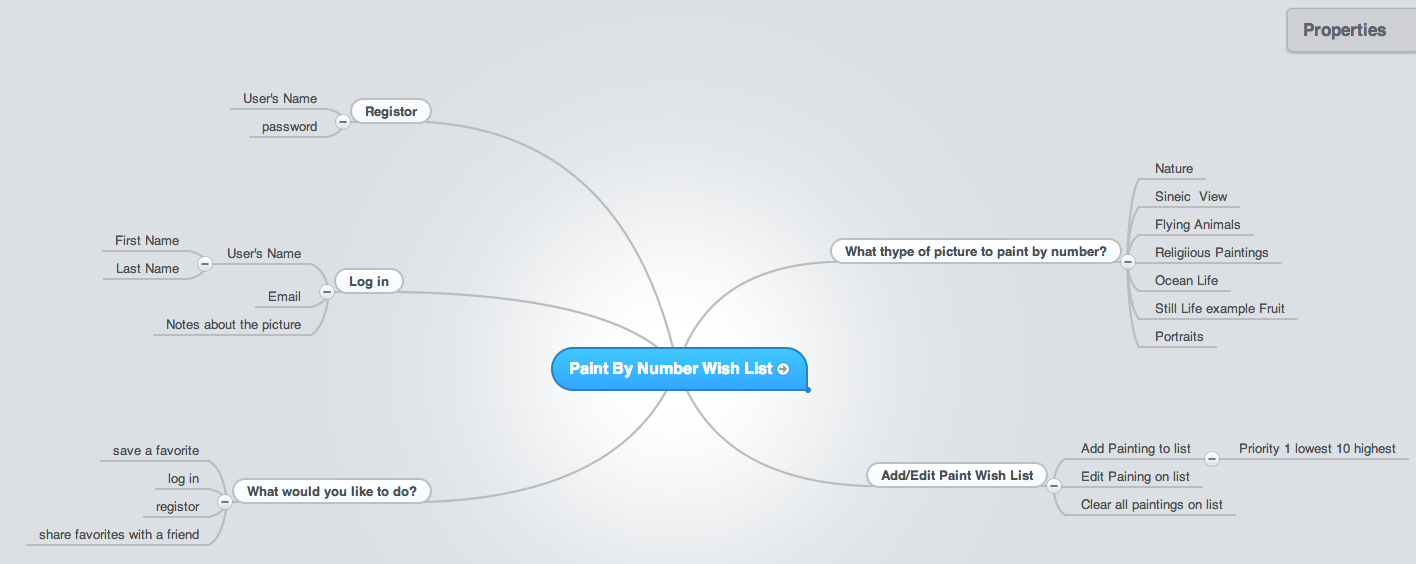 Properties
User's Name
password
Registor
First Name
Last Name
User's Name
Email
Notes about the picture
Log in
What thype of picture to paint by number?
Nature
Sineic  View
Flying Animals
Religiious Paintings
Ocean Life
Still Life example Fruit
Portraits
Paint By Number Wish List
save a favorite
log in
registor
share favorites with a friend
What would you like to do?
Add/Edit Paint Wish List
Add Painting to list
Priority 1 lowest 10 highest
Edit Paining on list
Clear all paintings on list